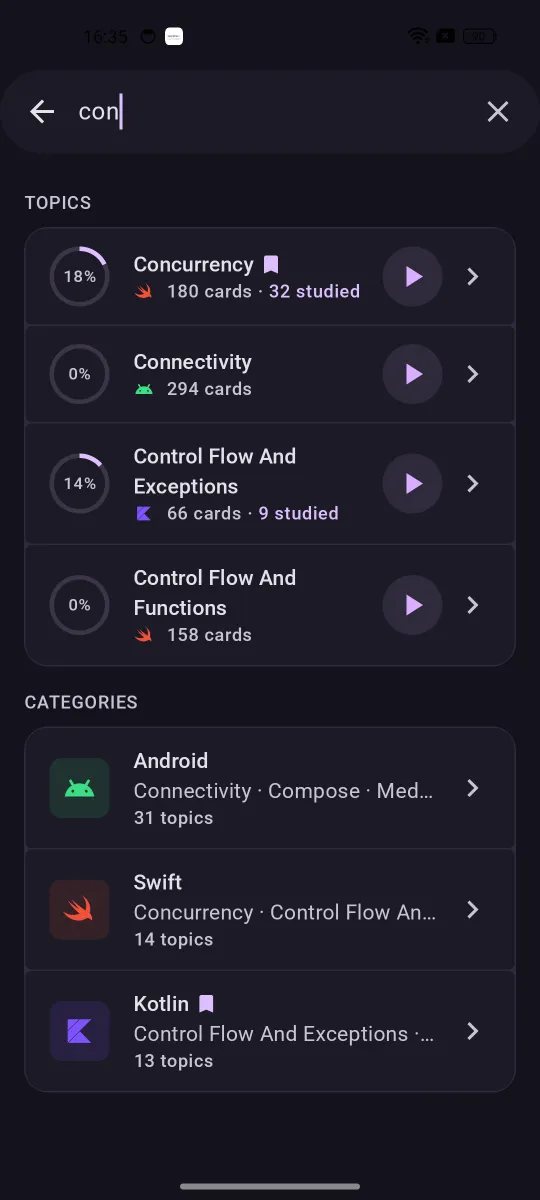 16:35
90
con
TOPICS
18%
Concurrency
180 cards · 32 studied
0%
Connectivity
294 cards
14%
Control Flow And
Exceptions
66 cards · 9 studied
0%
Control Flow And
Functions
158 cards
CATEGORIES
Android
Connectivity · Compose · Med...
31 topics
Swift
Concurrency · Control Flow An...
14 topics
Kotlin
Control Flow And Exceptions ·...
13 topics